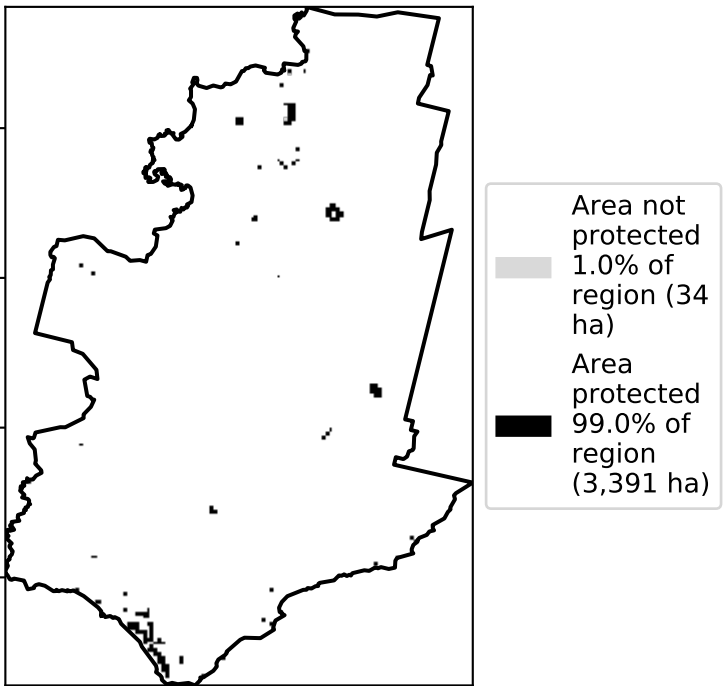 Area not
protected
1.0% of
region (34
ha)
Area
protected
99.0% of
region
(3,391 ha)